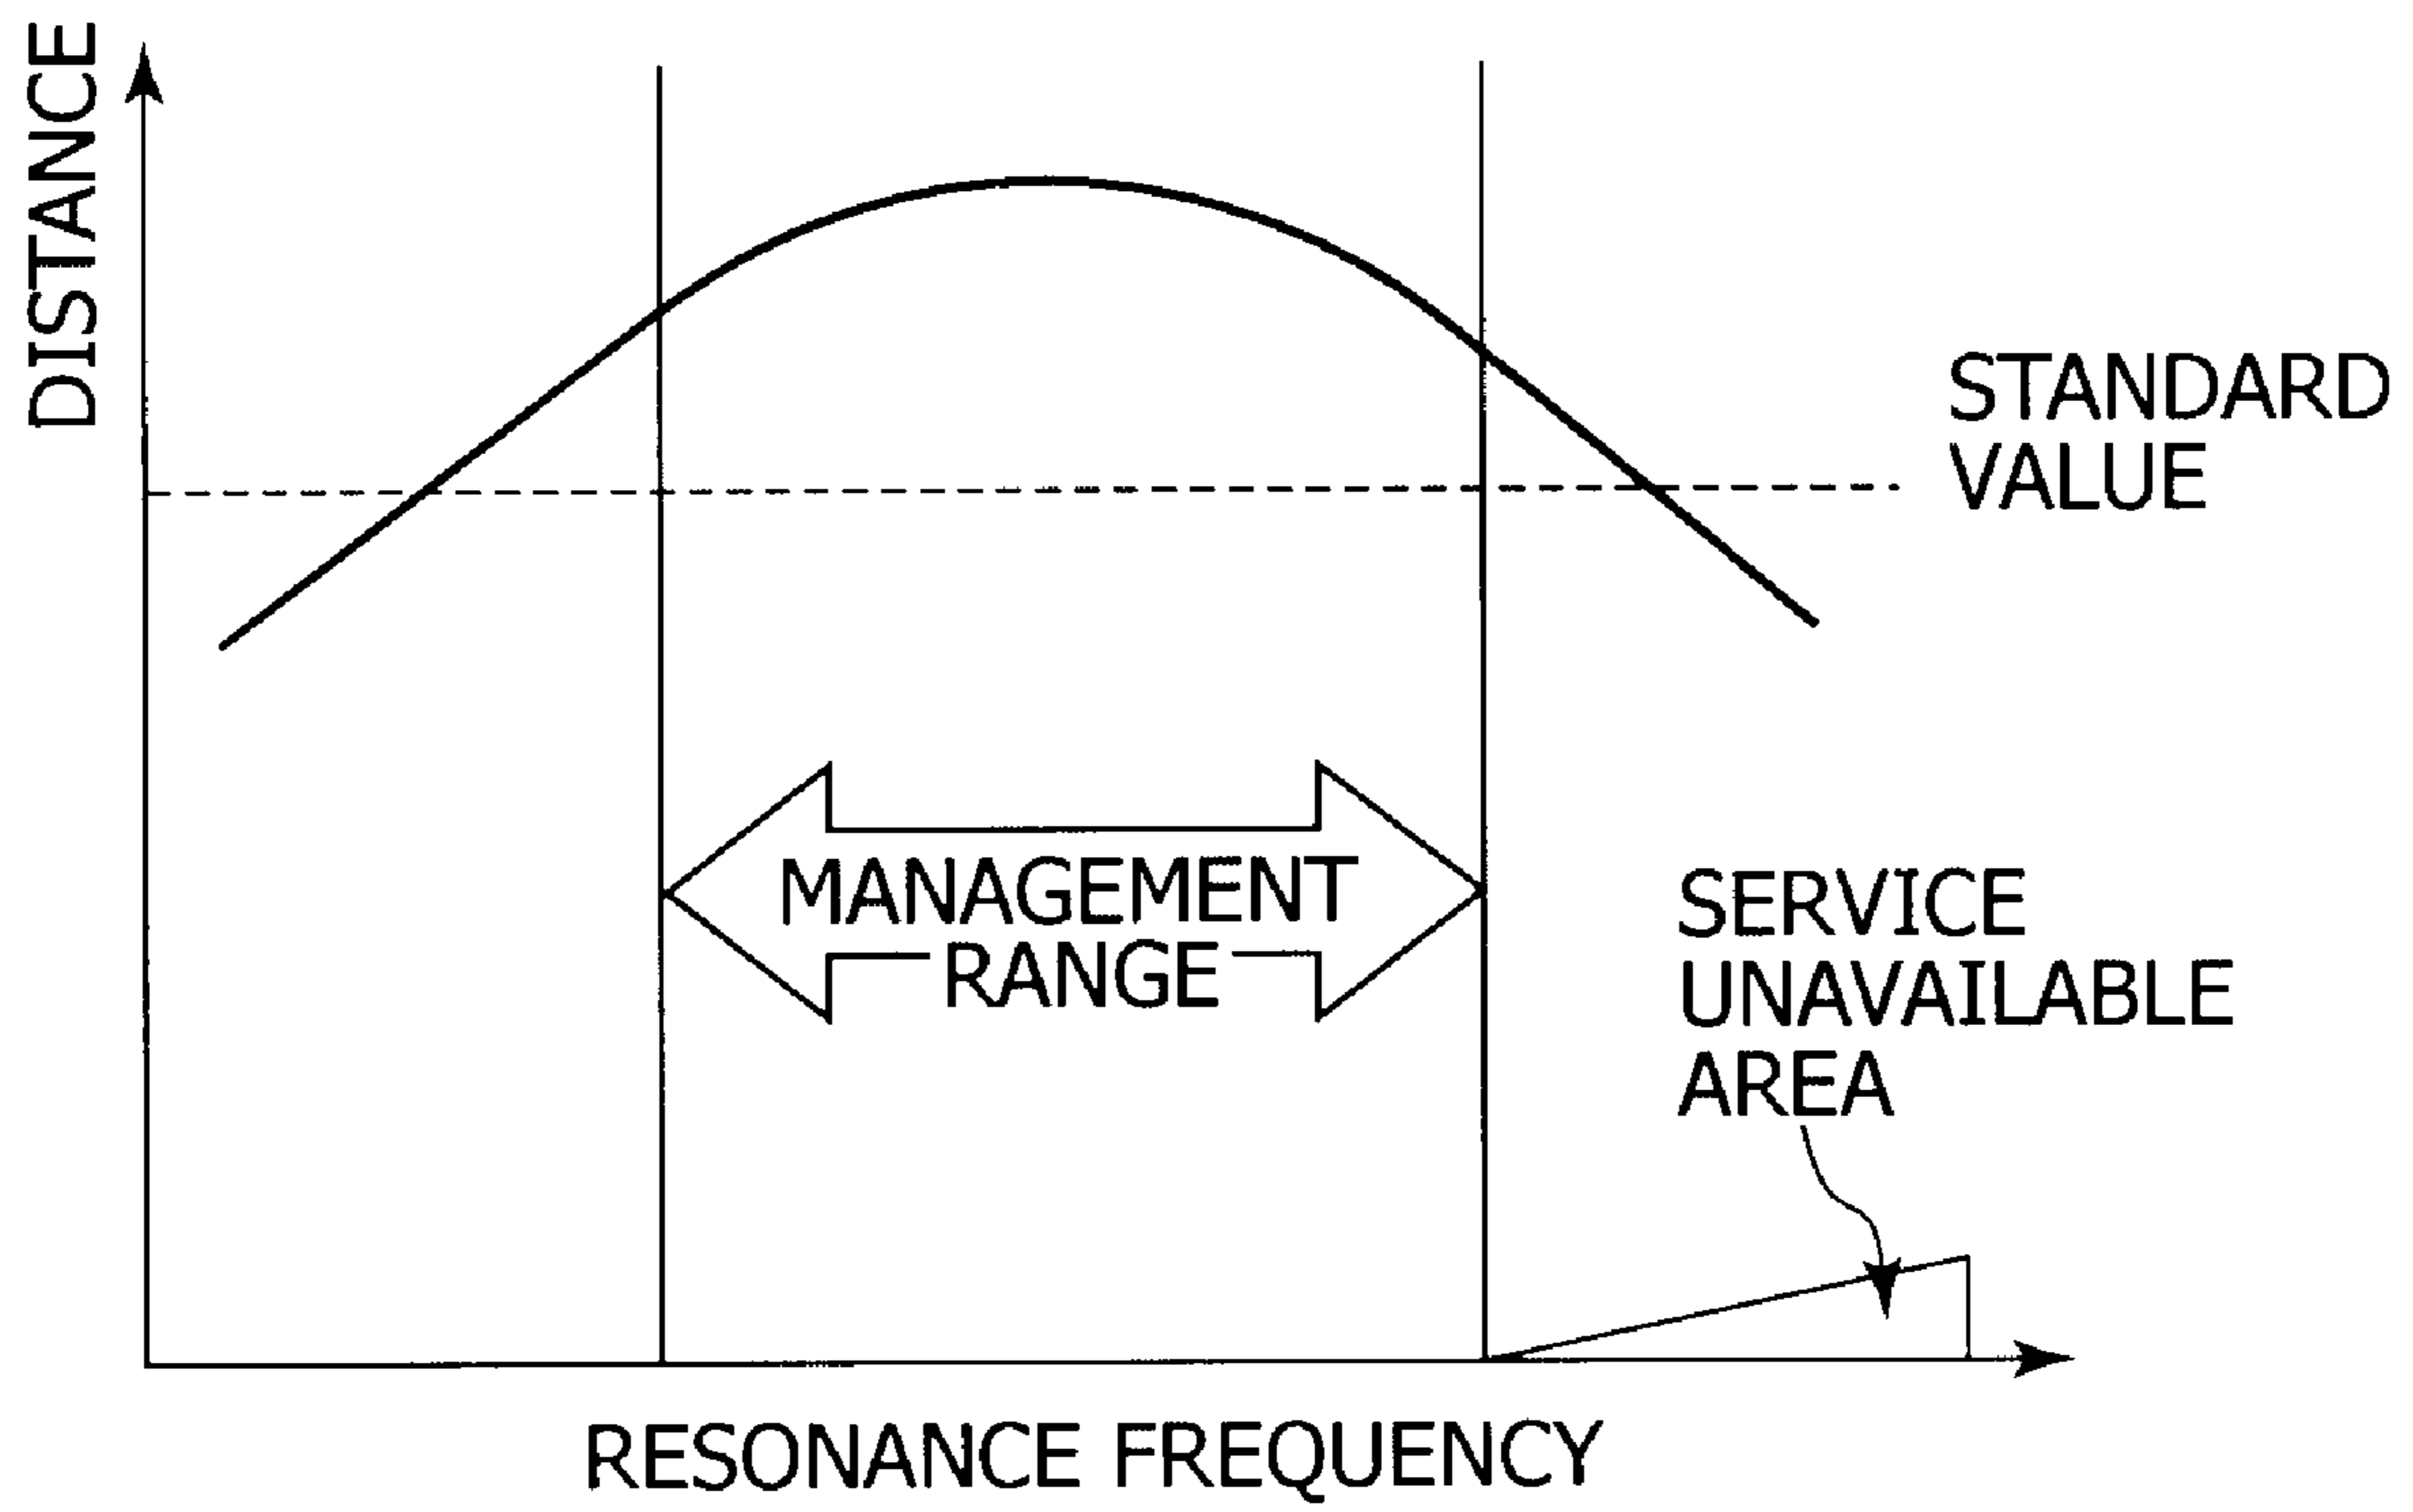 DISTANCE
STANDARD
VALUE
MANAGEMENT
RANGE
SERVICE
UNAVAILABLE
AREA
RESONANCE FREQUENCY